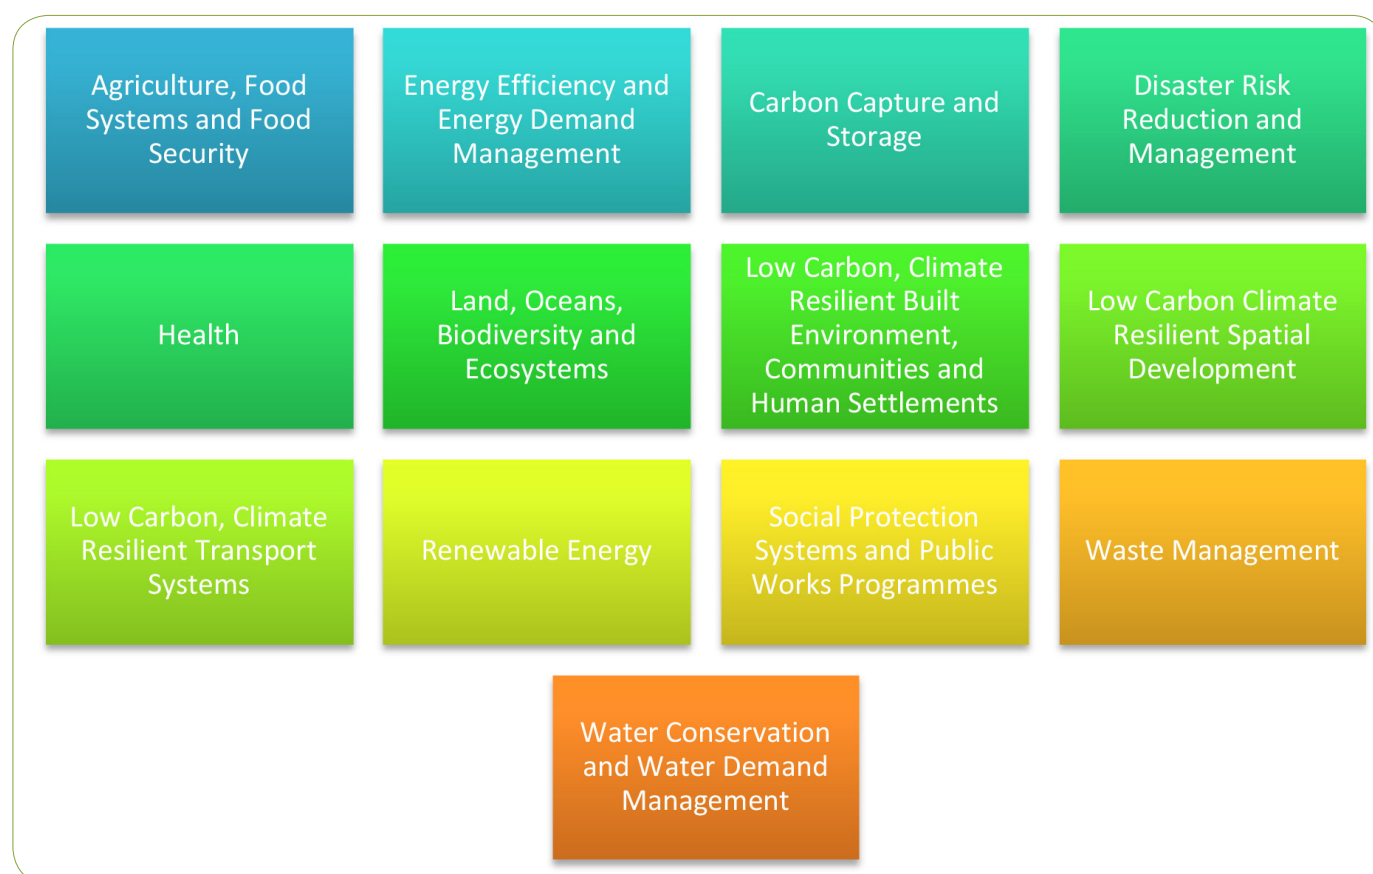 Agriculture, Food
Systems and Food
Security
Energy Efficiency and
Energy Demand
Management
Carbon Capture and
Storage
Disaster Risk
Reduction and
Management
Health
Land, Oceans,
Biodiversity and
Ecosystems
Low Carbon, Climate
Resilient Built
Environment,
Communities and
Human Settlements
Low Carbon Climate
Resilient Spatial
Development
Low Carbon, Climate
Resilient Transport
Systems
Renewable Energy
Social Protection
Systems and Public
Works Programmes
Waste Management
Water Conservation
and Water Demand
Management